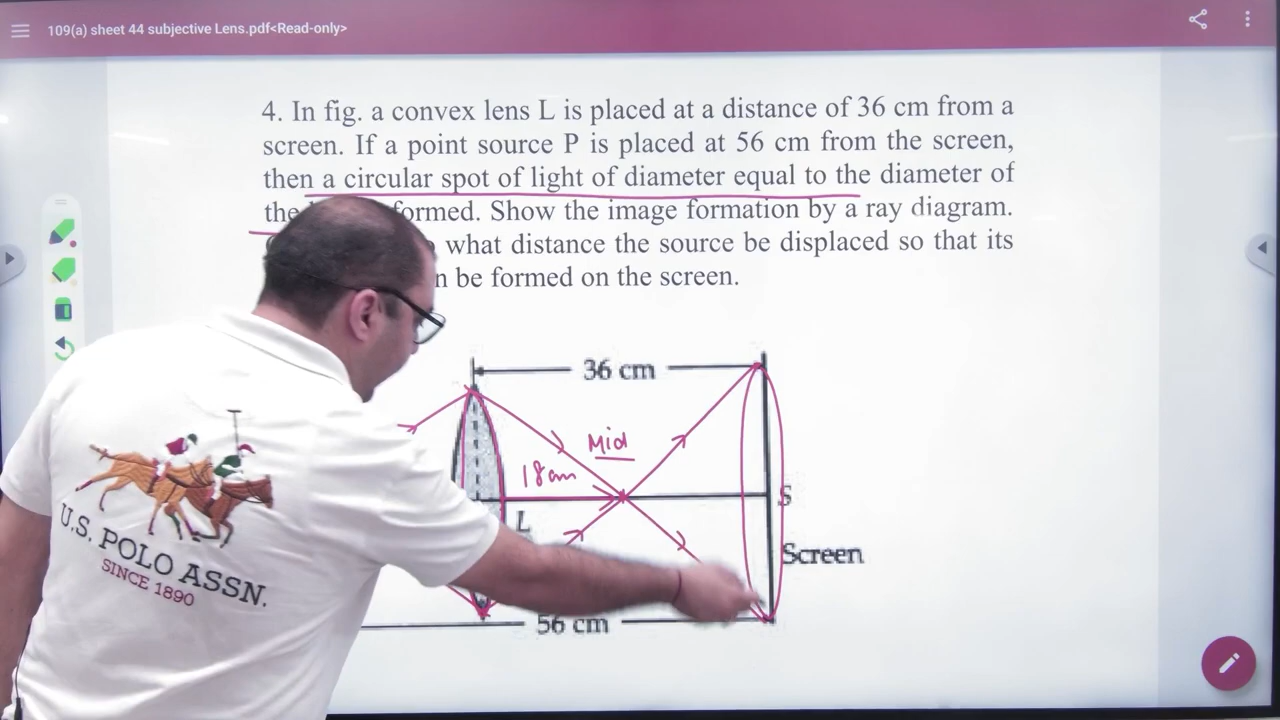 109(a) sheet 44 subjective Lens.pdf<Read-only>
4. In fig. a convex lens L is placed at a distance of 36 cm from a
screen. If a point source P is placed at 56 cm from the screen,
then a circular spot of light of diameter equal to the diameter of
the formed. Show the image formation by a ray diagram.
what distance the source be displaced so that its
be formed on the screen.
36 cm
Mid
18cm
S
L
Screen
56 cm
U.S. POLO ASSN.
SINCE 1890